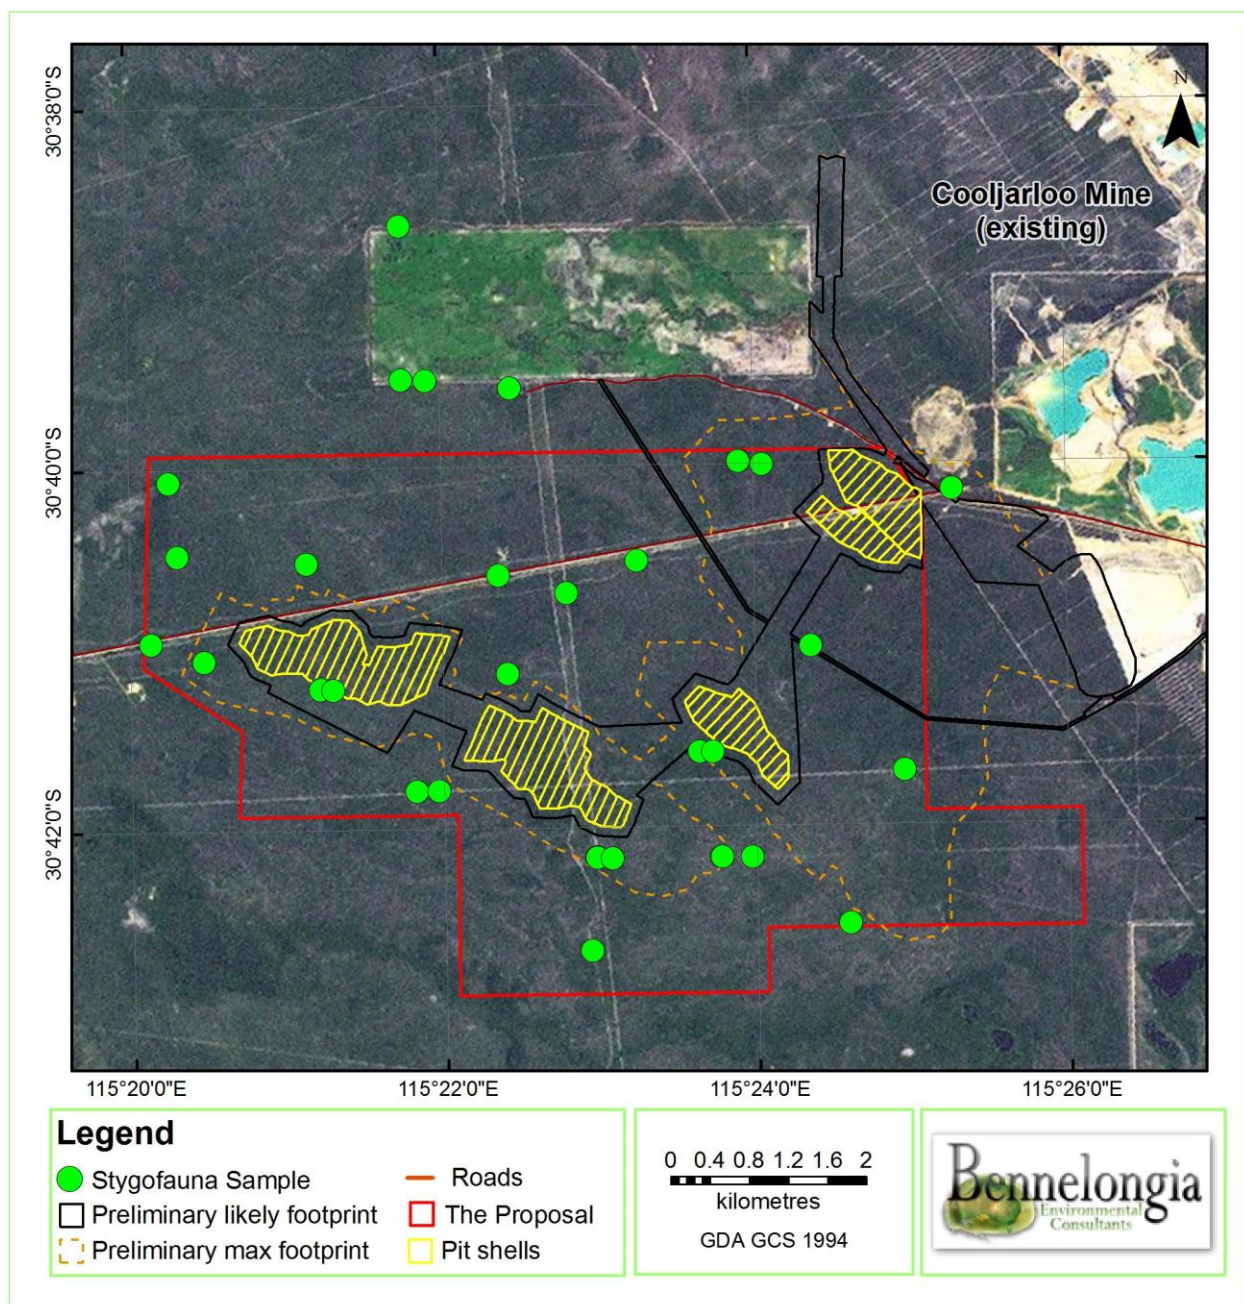 N
Cooljarloo Mine
(existing)
30°38'0"S
30°40'0"S
30°42'0"S
115°20'0"E
115°22'0"E
115°24'0"E
115°26'0"E
Legend
Stygofauna Sample
Preliminary likely footprint
Preliminary max footprint
Roads
The Proposal
Pit shells
0 0.4 0.8 1.2 1.6 2
kilometres
GDA GCS 1994
Bennelongia
Environmental
Consultants